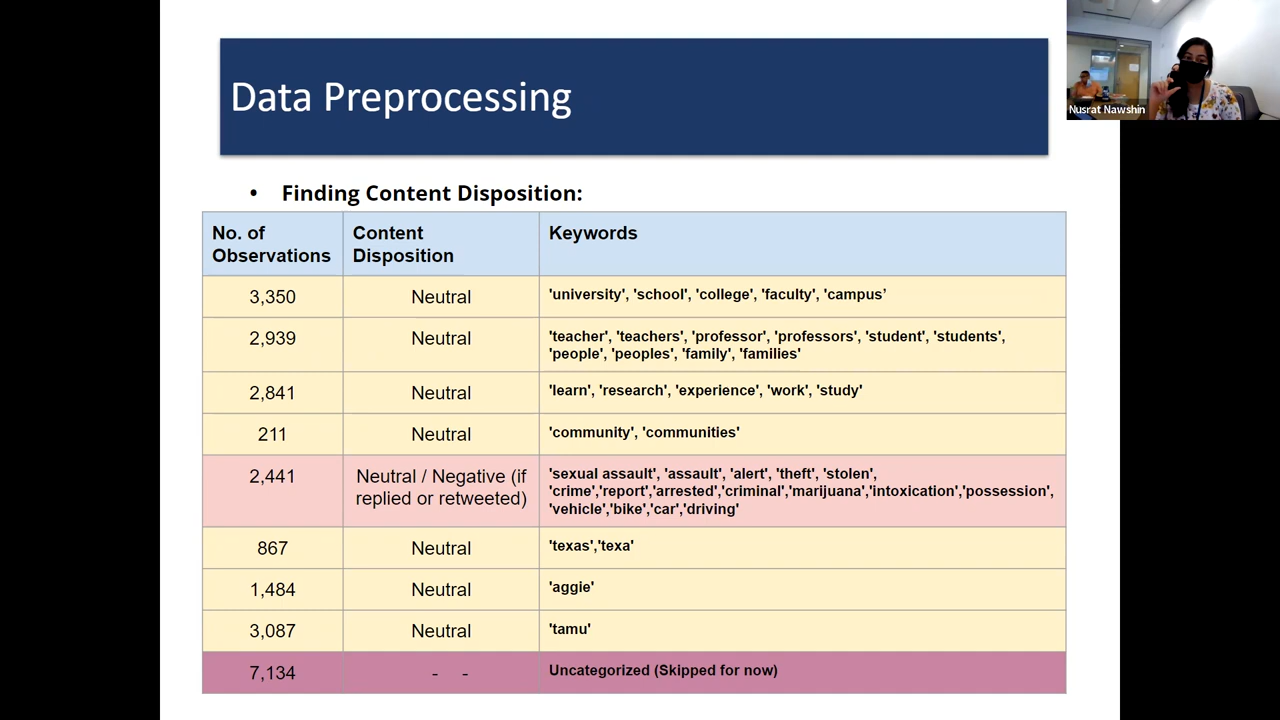 Data Preprocessing
Nusrat Nawshin
• Finding Content Disposition:
No. of Observations
Content Disposition
Keywords
3,350
Neutral
'university', 'school', 'college', 'faculty', 'campus’
2,939
Neutral
'teacher', 'teachers', 'professor', 'professors', 'student', 'students',
'people', 'peoples', 'family', 'families'
2,841
Neutral
'learn', 'research', 'experience', 'work', 'study'
211
Neutral
'community', 'communities'
2,441
Neutral / Negative (if
replied or retweeted)
'sexual assault', 'assault', 'alert', 'theft', 'stolen',
'crime','report','arrested','criminal','marijuana','intoxication','possession',
'vehicle','bike','car','driving'
867
Neutral
'texas','texa'
1,484
Neutral
'aggie'
3,087
Neutral
'tamu'
7,134
- -
Uncategorized (Skipped for now)